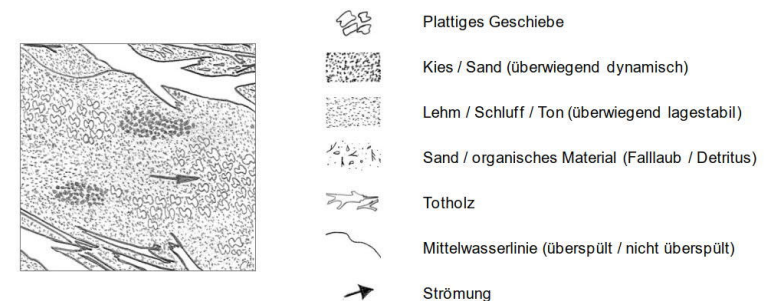 Plattiges Geschiebe
Kies / Sand (überwiegend dynamisch)
Lehm / Schluff / Ton (überwiegend lagestabil)
Sand / organisches Material (Falllaub / Detritus)
Totholz
Mittelwasserlinie (überspült / nicht überspült)
Strömung